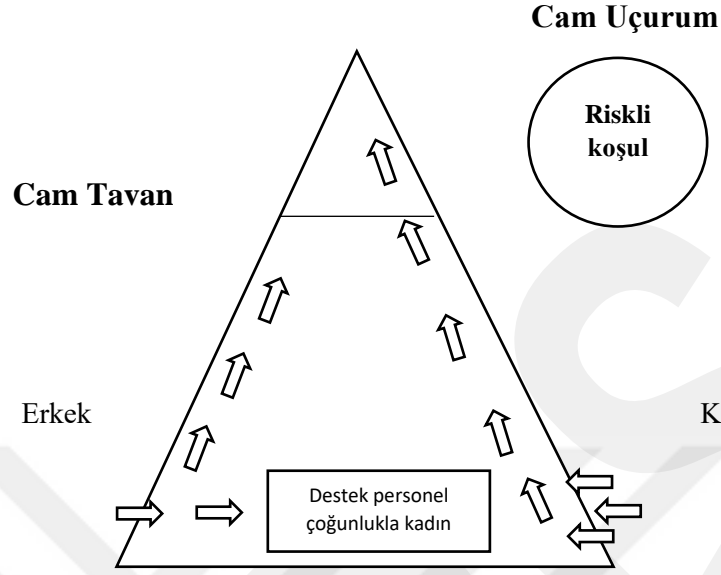 Cam Uçurum
Riskli
koşul
Cam Tavan
Erkek
K
Destek personel
çoğunlukla kadın